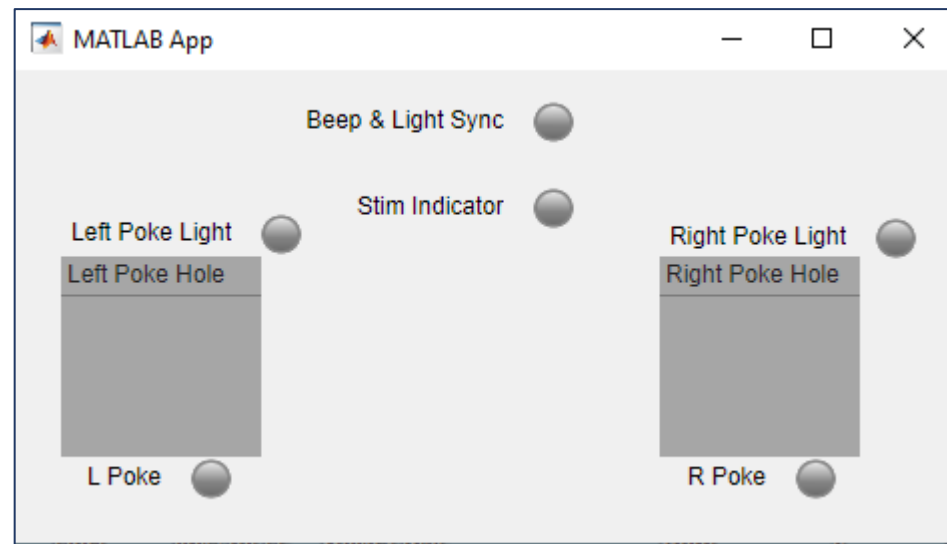 MATLAB App
Beep & Light Sync
Stim Indicator
Left Poke Light
Right Poke Light
Left Poke Hole
Right Poke Hole
L Poke
R Poke